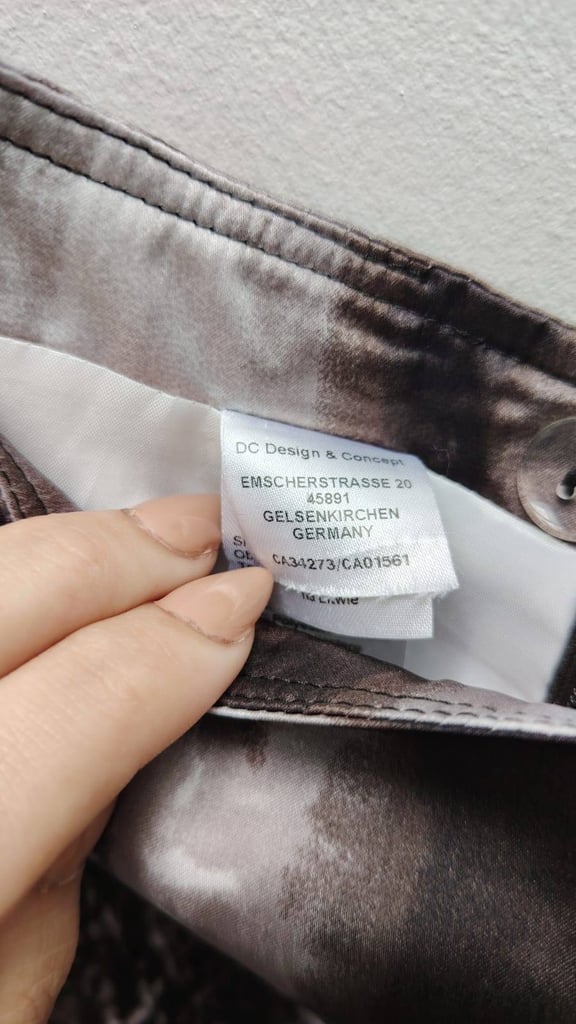 DC Design & Concept
EMSCHERSTRASSE 20
45891
GELSENKIRCHEN
GERMANY
CA34273/CA01561